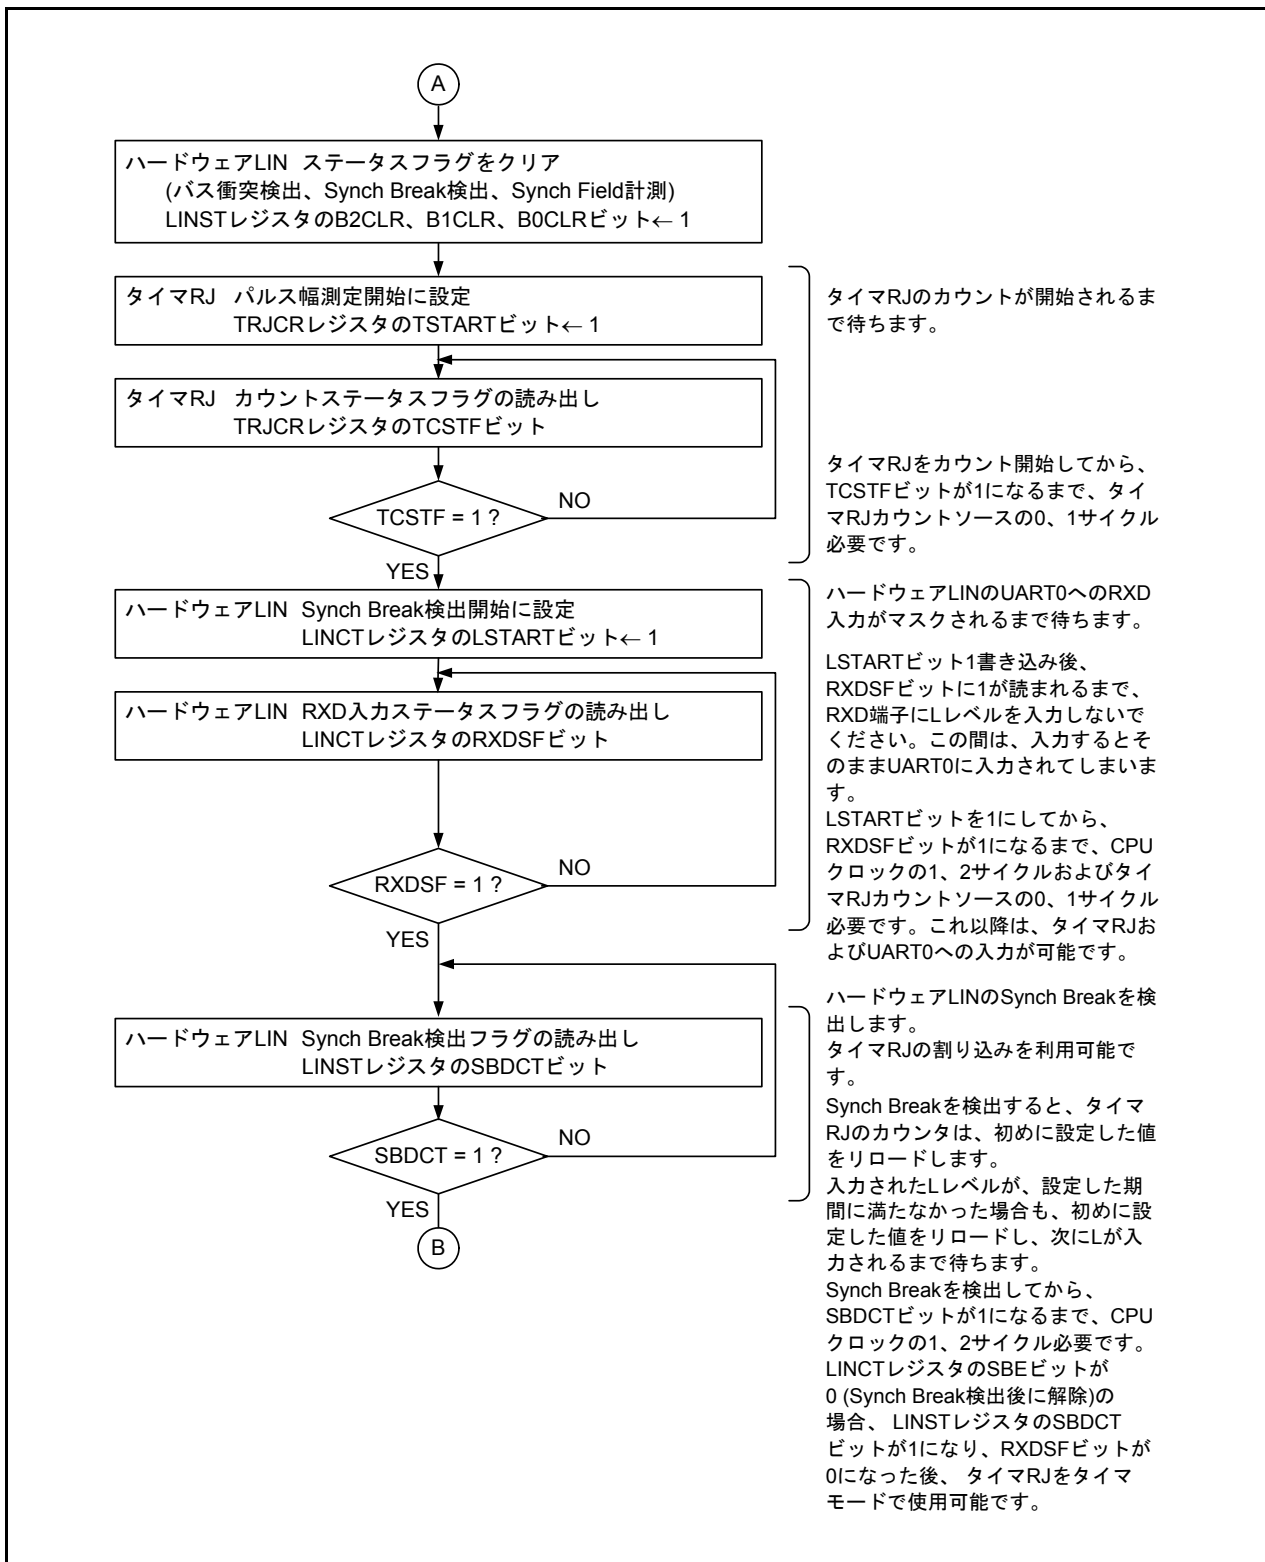 A
ハードウェアLIN ステータスフラグをクリア
(バス衝突検出、Synch Break検出、Synch Field計測)
LINSTレジスタのB2CLR、B1CLR、B0CLRビット← 1
タイマRJ パルス幅測定開始に設定
TRJCRレジスタのTSTARTビット← 1
タイマRJのカウントが開始されるま
で待ちます。
タイマRJ カウントステータスフラグの読み出し
TRJCRレジスタのTCSTFビット
タイマRJをカウント開始してから、
TCSTFビットが1になるまで、タイ
マRJカウントソースの0、1サイクル
必要です。
TCSTF = 1 ?
NO
YES
ハードウェアLIN Synch Break検出開始に設定
LINCTレジスタのLSTARTビット← 1
ハードウェアLINのUART0へのRXD
入力がマスクされるまで待ちます。
LSTARTビット1書き込み後、
RXDSFビットに1が読まれるまで、
RXD端子にLレベルを入力しないで
ください。この間は、入力するとそ
のままUART0に入力されてしまいま
す。
LSTARTビットを1にしてから、
RXDSFビットが1になるまで、CPU
クロックの1、2サイクルおよびタイ
マRJカウントソースの0、1サイクル
必要です。これ以降は、タイマRJお
よびUART0への入力が可能です。
ハードウェアLIN RXD入力ステータスフラグの読み出し
LINCTレジスタのRXDSFビット
RXDSF = 1 ?
NO
YES
ハードウェアLIN Synch Break検出フラグの読み出し
LINSTレジスタのSBDCTビット
SBDCT = 1 ?
NO
YES
B
ハードウェアLINのSynch Breakを検
出します。
タイマRJの割り込みを利用可能で
す。
Synch Breakを検出すると、タイマ
RJのカウンタは、初めに設定した値
をリロードします。
入力されたLレベルが、設定した期
間に満たなかった場合も、初めに設
定した値をリロードし、次にLが入
力されるまで待ちます。
Synch Breakを検出してから、
SBDCTビットが1になるまで、CPU
クロックの1、2サイクル必要です。
LINCTレジスタのSBEビットが
0 (Synch Break検出後に解除)の
場合、 LINSTレジスタのSBDCT
ビットが1になり、RXDSFビットが
0になった後、 タイマRJをタイマ
モードで使用可能です。